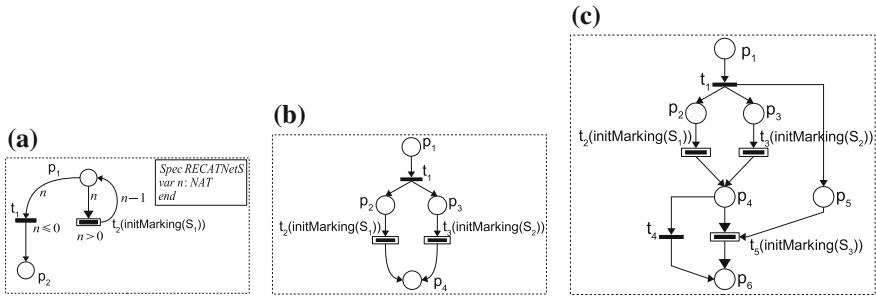 (a)
p1
n
n
n−1
t1
n⩽0
n>0
t2(initMarking(S1))
p2
Spec RECATNetS
var n: NAT
end
(b)
p1
t1
p2
p3
t2(initMarking(S1))
t3(initMarking(S2))
p4
(c)
p1
t1
p2
p3
t2(initMarking(S1))
t3(initMarking(S2))
p4
p5
t4
t5(initMarking(S3))
p6